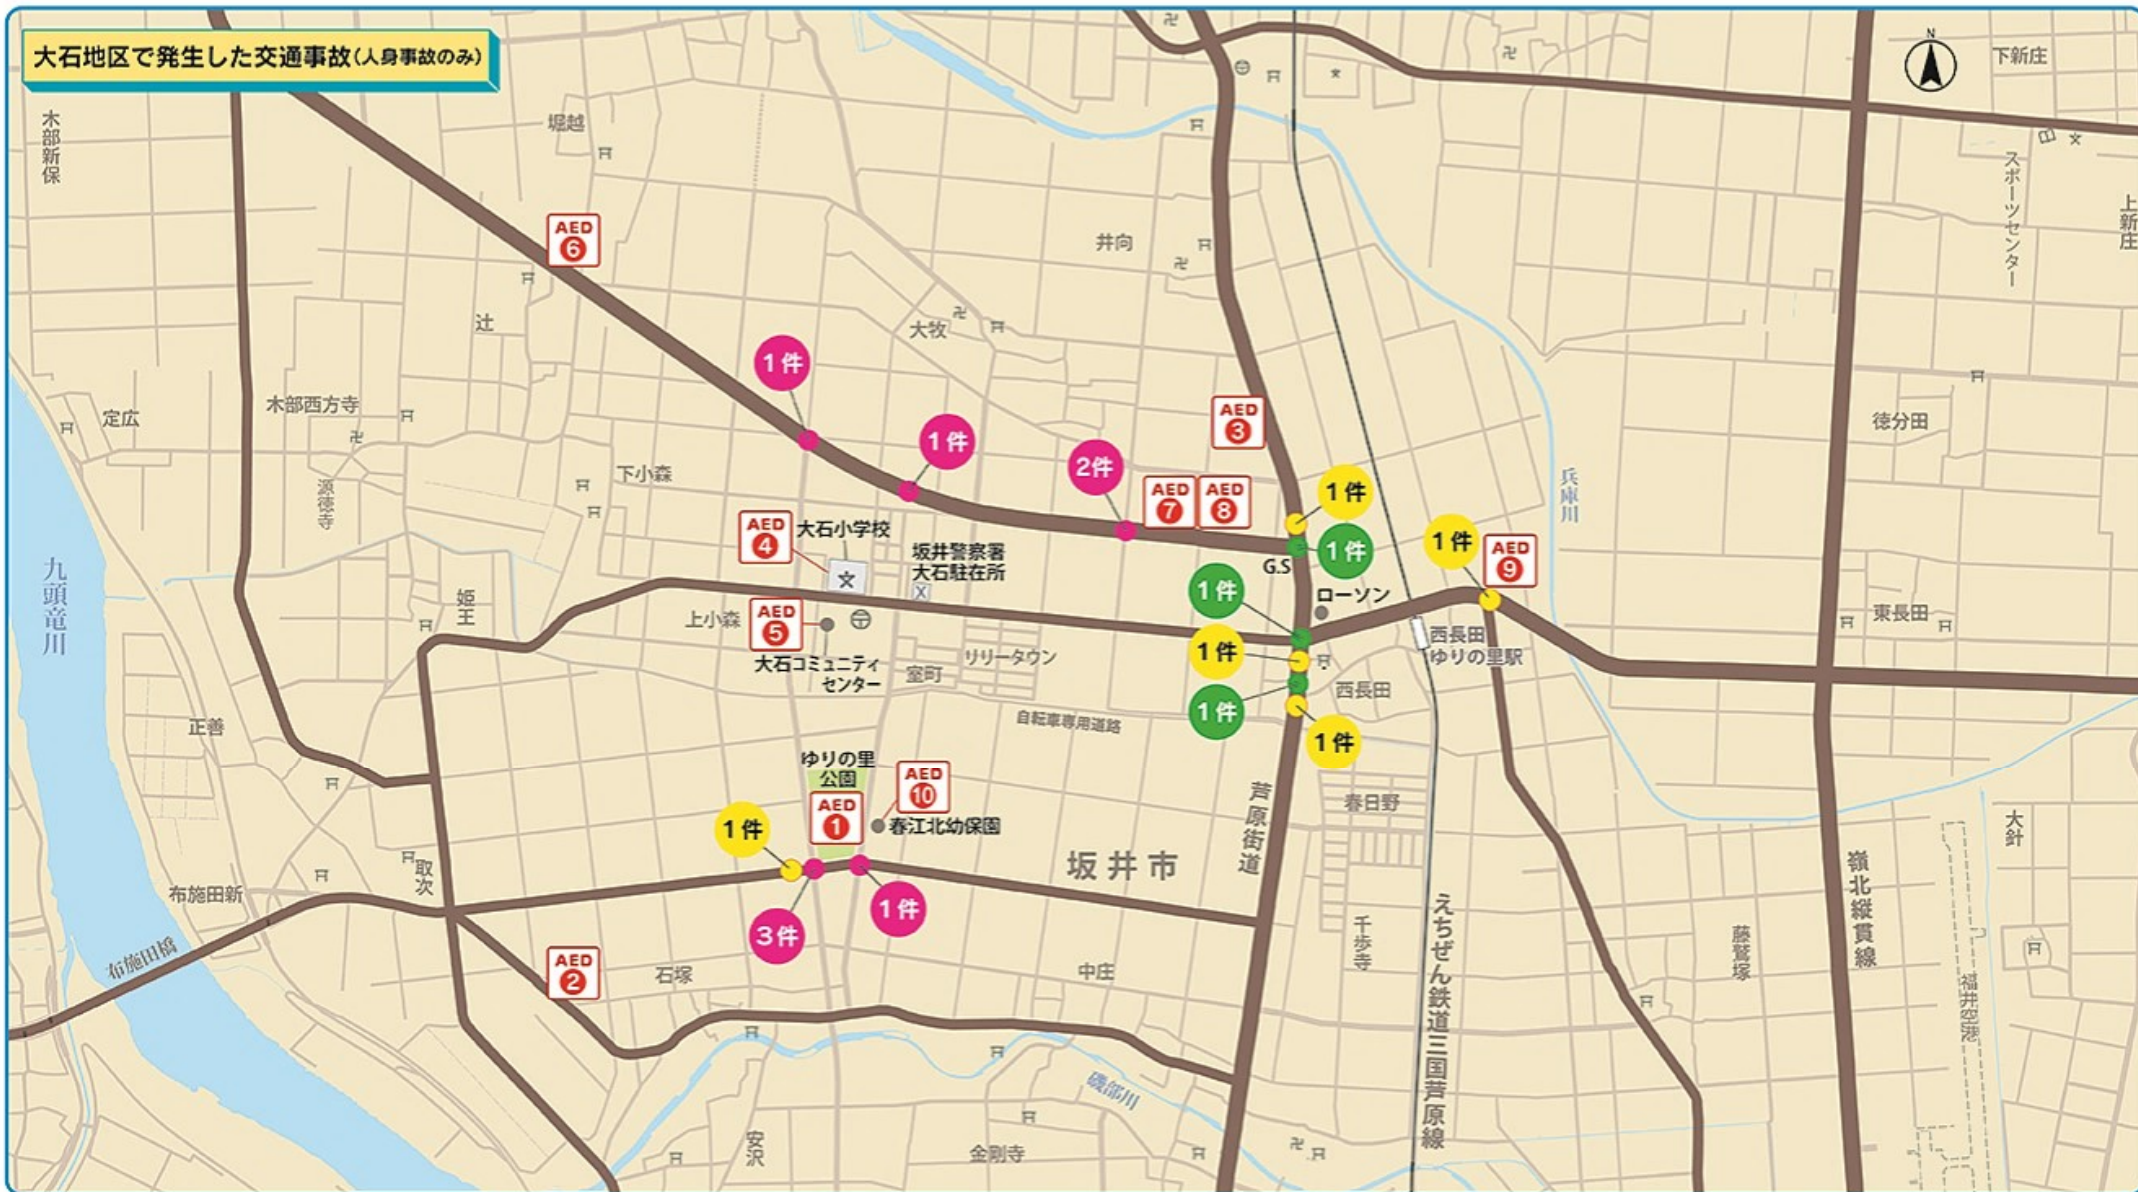 大石地区で発生した交通事故(人身事故のみ)
N
下新庄
木部新保
堀越
スポーツセンター
上新庄
AED
6
井向
辻
大牧
1件
定広
木部西方寺
AED
3
徳分田
1件
2件
下小森
源徳寺
AED
7
AED
8
1件
兵庫川
AED
4
大石小学校
坂井警察署
大石駐在所
1件
1件
AED
9
G.S
九頭竜川
姫王
1件
ローソン
上小森
AED
5
東長田
西長田
ゆりの里駅
1件
大石コミュニティ
センター
室町
リリータウン
西長田
1件
自転車専用道路
正善
1件
ゆりの里
公園
AED
10
AED
1
春江北幼保園
芦原街道
春日野
大針
1件
坂井市
取次
布施田新
嶺北縦貫線
1件
3件
布施田橋
千歩寺
えちぜん鉄道三国芦原線
藤鷲塚
AED
2
石塚
中庄
福井空港
磯部川
安沢
金剛寺